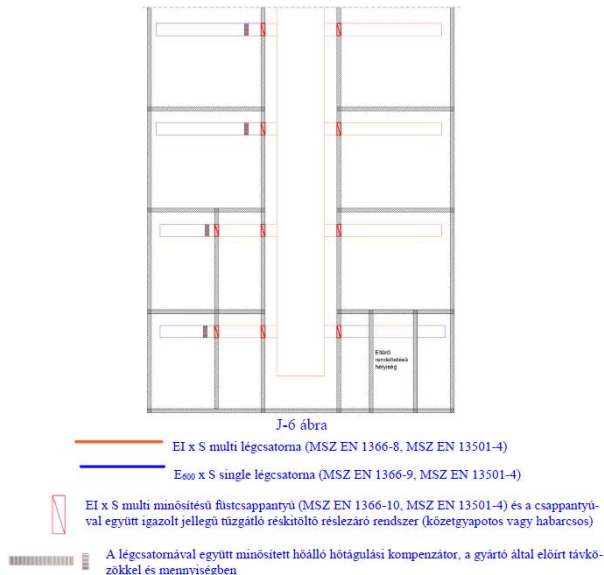 Eltérő
rendeltetésű
helyiség
J-6 ábra
EI x S multi légcsatorna (MSZ EN 1366-8, MSZ EN 13501-4)
E600 x S single légcsatorna (MSZ EN 1366-9, MSZ EN 13501-4)
EI x S multi minősítésű füstcsappantyú (MSZ EN 1366-10, MSZ EN 13501-4) és a csappantyú-
val együtt igazolt jellegű tűzgátló réskitöltő réslezáró rendszer (kőzetgyapotos vagy habarcsos)
A légcsatornával együtt minősített hőálló hőtágulási kompenzátor, a gyártó által előírt távkö-
zökkel és mennyiségben